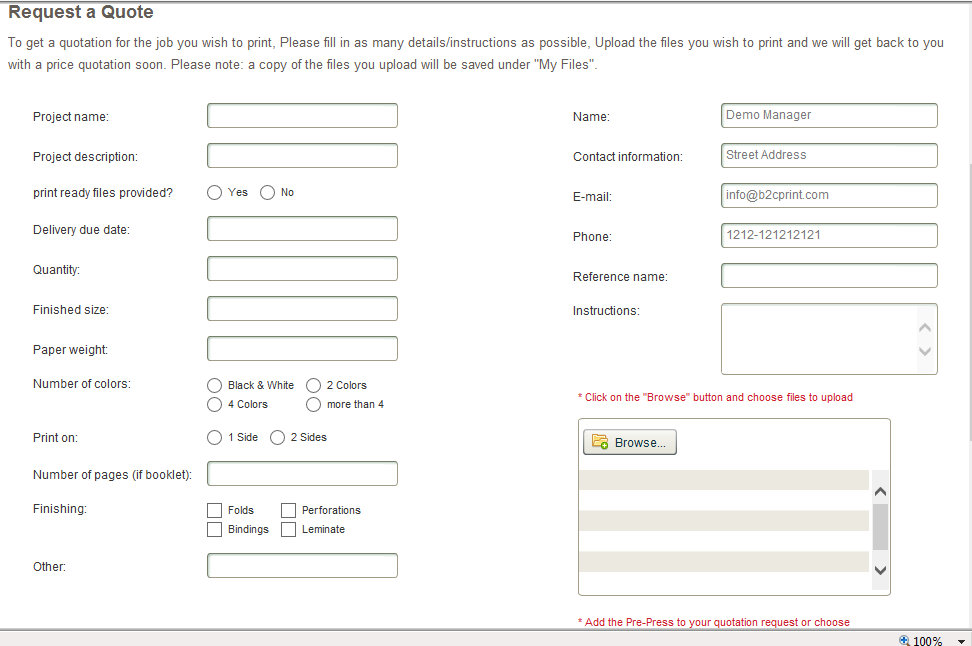 Request a Quote
To get a quotation for the job you wish to print, Please fill in as many details/instructions as possible, Upload the files you wish to print and we will get back to you
with a price quotation soon. Please note: a copy of the files you upload will be saved under "My Files".
Project name:
Project description:
print ready files provided? Yes No
Delivery due date:
Quantity:
Finished size:
Paper weight:
Number of colors: Black & White 2 Colors
4 Colors more than 4
Print on: 1 Side 2 Sides
Number of pages (if booklet):
Finishing: Folds Perforations
Bindings Leminate
Other:
Name: Demo Manager
Contact information: Street Address
E-mail: info@b2cprint.com
Phone: 1212-121212121
Reference name:
Instructions:
* Click on the "Browse" button and choose files to upload
Browse...
* Add the Pre-Press to your quotation request or choose
100%